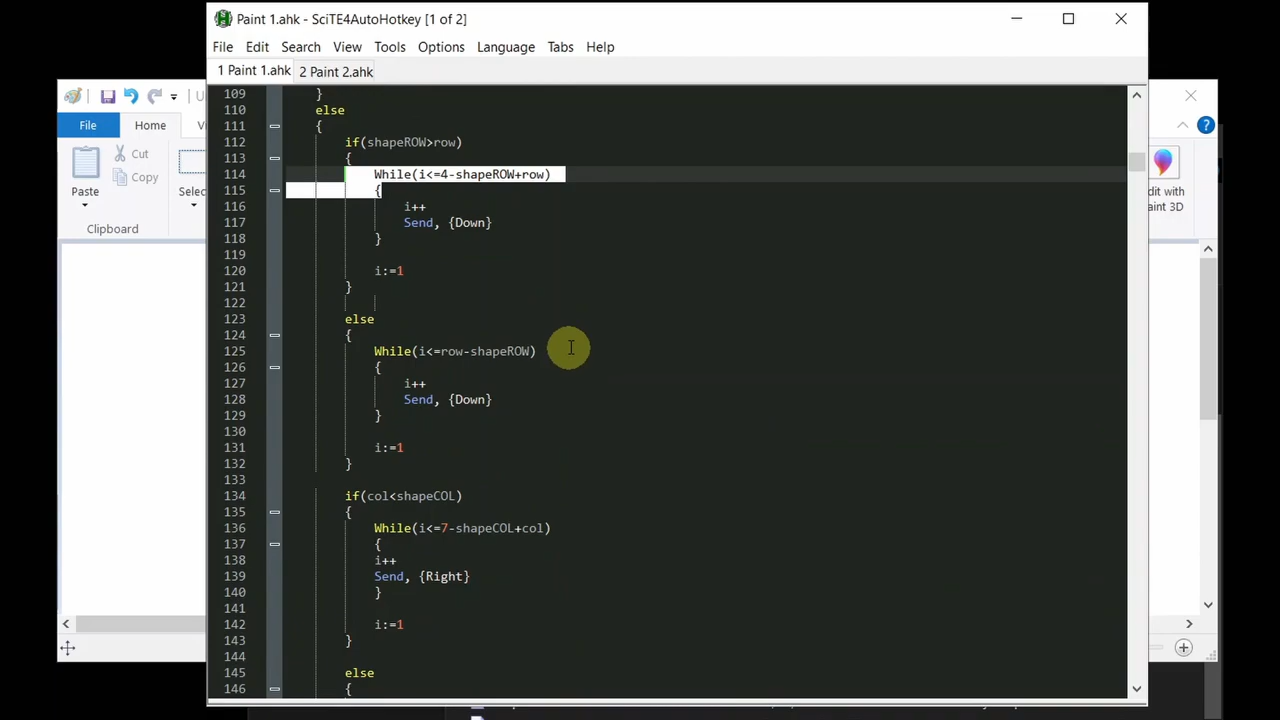 Paint 1.ahk - SciTE4AutoHotkey [1 of 2]
File Edit Search View Tools Options Language Tabs Help
1 Paint 1.ahk 2 Paint 2.ahk
File Home
Paste
Cut
Copy
Clipboard
109 }
110 else
111 {
112 if(shapeROW>row)
113 {
114 While(i<=4-shapeROW+row)
115 {
116 i++
117 Send, {Down}
118 }
119
120 i:=1
121 }
122
123 else
124 {
125 While(i<=row-shapeROW)
126 {
127 i++
128 Send, {Down}
129 }
130
131 i:=1
132 }
133
134 if(col<shapeCOL)
135 {
136 While(i<=7-shapeCOL+col)
137 {
138 i++
139 Send, {Right}
140 }
141
142 i:=1
143 }
144
145 else
146 {